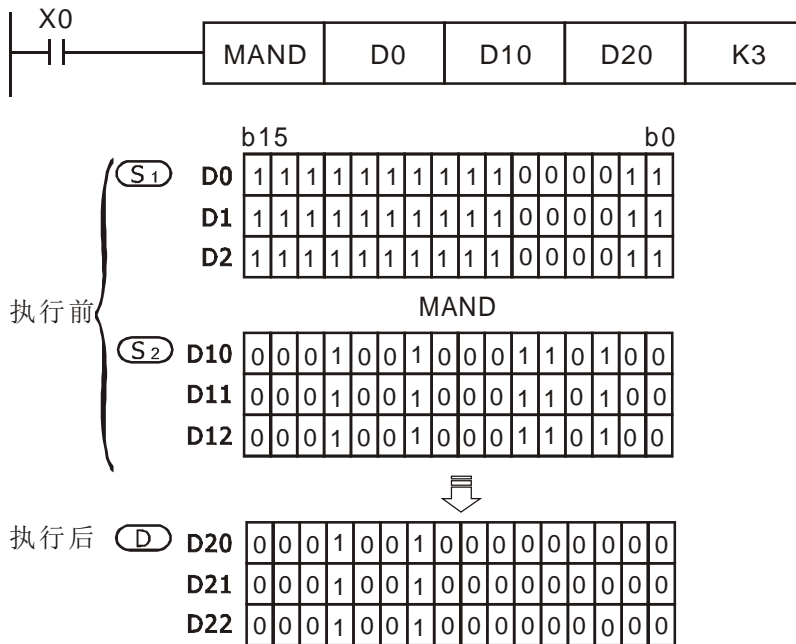 X0
MAND D0 D10 D20 K3
b15 b0
S1 D0 1 1 1 1 1 1 1 1 1 1 0 0 0 0 1 1
D1 1 1 1 1 1 1 1 1 1 1 0 0 0 0 1 1
D2 1 1 1 1 1 1 1 1 1 1 0 0 0 0 1 1
执行前
MAND
S2 D10 0 0 0 1 0 0 1 0 0 0 1 1 0 1 0 0
D11 0 0 0 1 0 0 1 0 0 0 1 1 0 1 0 0
D12 0 0 0 1 0 0 1 0 0 0 1 1 0 1 0 0
执行后 D D20 0 0 0 1 0 0 1 0 0 0 0 0 0 0 0 0
D21 0 0 0 1 0 0 1 0 0 0 0 0 0 0 0 0
D22 0 0 0 1 0 0 1 0 0 0 0 0 0 0 0 0